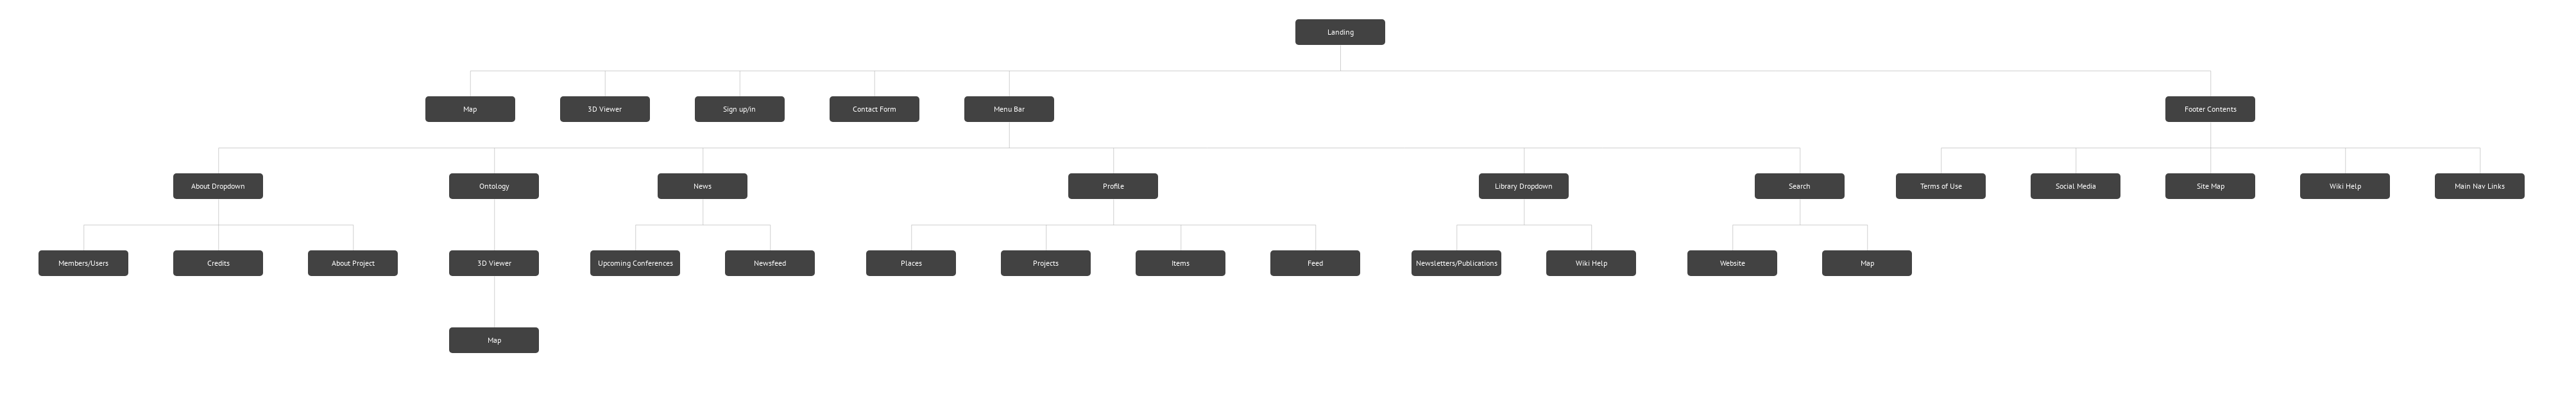 Landing
Map
3D Viewer
Sign up/in
Contact Form
Menu Bar
Footer Contents
About Dropdown
Ontology
News
Profile
Library Dropdown
Search
Terms of Use
Social Media
Site Map
Wiki Help
Main Nav Links
Members/Users
Credits
About Project
3D Viewer
Upcoming Conferences
Newsfeed
Places
Projects
Items
Feed
Newsletters/Publications
Wiki Help
Website
Map
Map